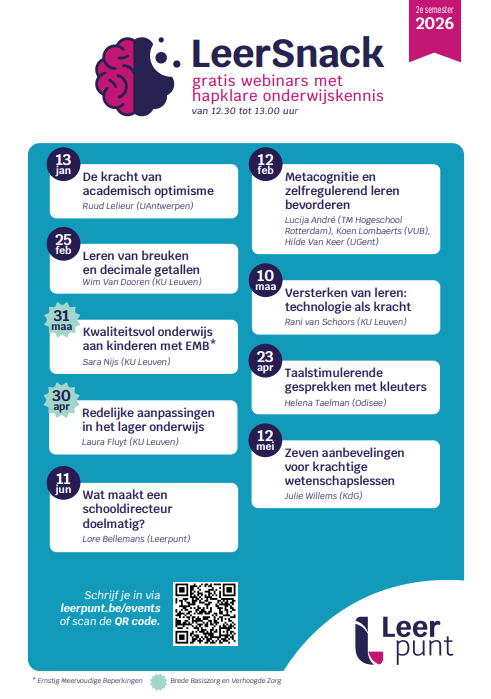 2e semester
2026
LeerSnack
gratis webinars met
hapklare onderwijskennis
van 12.30 tot 13.00 uur
13
jan
De kracht van
academisch optimisme
Ruud Lelieur (UAntwerpen)
12
feb
Metacognitie en
zelfregulerend leren
bevorderen
Lucija André (TM Hogeschool
Rotterdam), Koen Lombaerts (VUB),
Hilde Van Keer (UGent)
25
feb
Leren van breuken
en decimale getallen
Wim Van Dooren (KU Leuven)
10
maa
Versterken van leren:
technologie als kracht
Rani van Schoors (KU Leuven)
31
maa
Kwaliteitsvol onderwijs
aan kinderen met EMB*
Sara Nijs (KU Leuven)
23
apr
Taalstimulerende
gesprekken met kleuters
Helena Taelman (Odisee)
30
apr
Redelijke aanpassingen
in het lager onderwijs
Laura Fluyt (KU Leuven)
12
mei
Zeven aanbevelingen
voor krachtige
wetenschapslessen
Julie Willems (KdG)
11
jun
Wat maakt een
schooldirecteur
doelmatig?
Lore Bellemans (Leerpunt)
Schrijf je in via
leerpunt.be/events
of scan de QR code.
Leer
punt
* Ernstig Meervoudige Beperkingen
Brede Basiszorg en Verhoogde Zorg